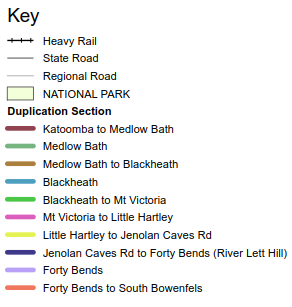 Key
Heavy Rail
State Road
Regional Road
NATIONAL PARK
Duplication Section
Katoomba to Medlow Bath
Medlow Bath
Medlow Bath to Blackheath
Blackheath
Blackheath to Mt Victoria
Mt Victoria to Little Hartley
Little Hartley to Jenolan Caves Rd
Jenolan Caves Rd to Forty Bends (River Lett Hill)
Forty Bends
Forty Bends to South Bowenfels